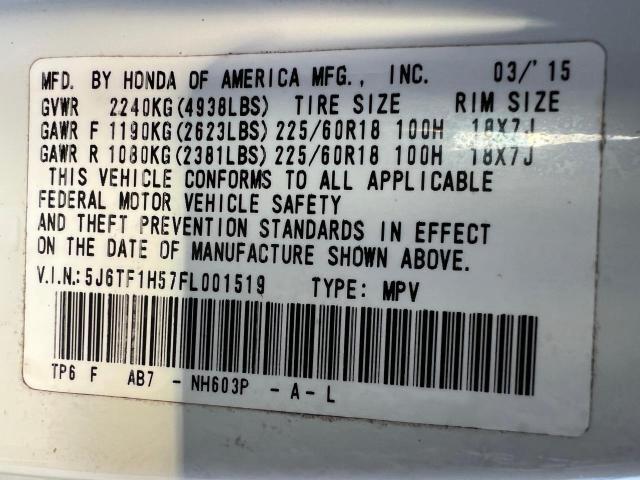 MFD. BY HONDA OF AMERICA MFG., INC. 03/'15
GVWR 2240KG(4938LBS) TIRE SIZE RIM SIZE
GAWR F 1190KG(2623LBS)225/60R18 100H 18X7J
GAWR R 1080KG(2381LBS)225/60R18 100H 18X7J
THIS VEHICLE CONFORMS TO ALL APPLICABLE
FEDERAL MOTOR VEHICLE SAFETY
AND THEFT PREVENTION STANDARDS IN EFFECT
ON THE DATE OF MANUFACTURE SHOWN ABOVE.
V.I.N.:5J6TF1H57FL001519 TYPE: MPV
TP6 F AB7 - NH603P - A - L